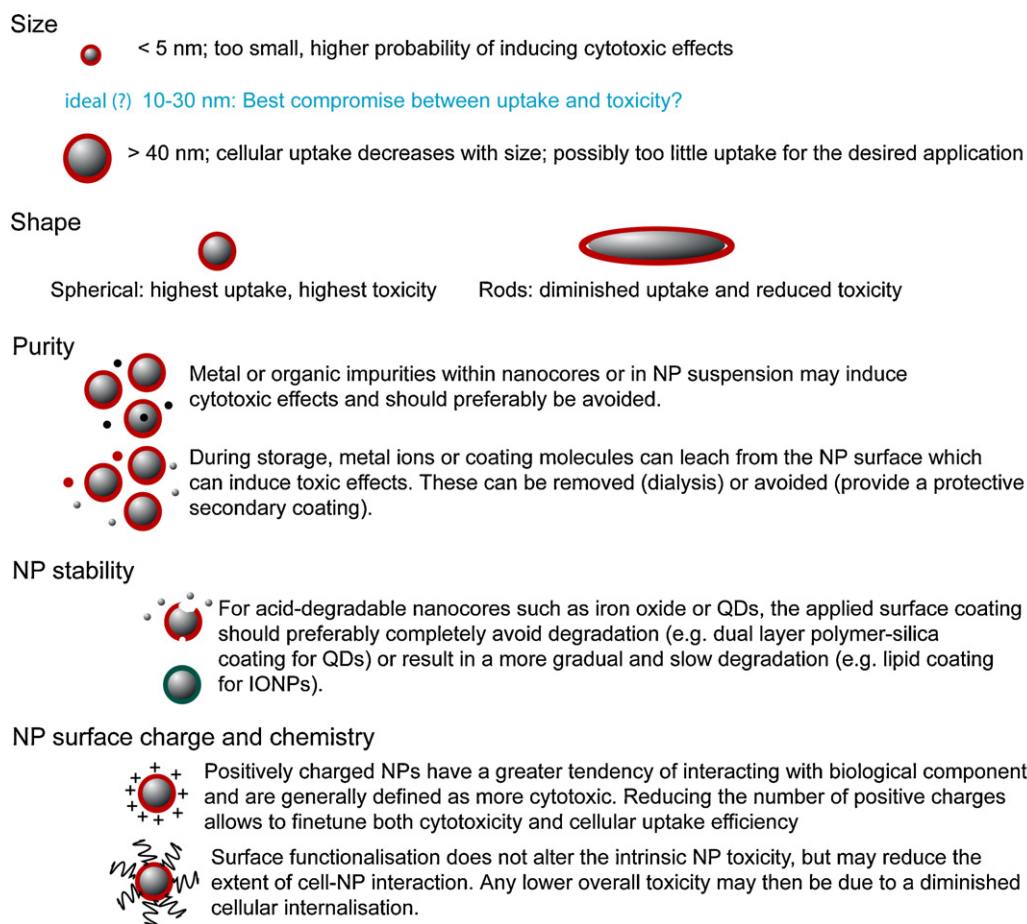 Size
< 5 nm; too small, higher probability of inducing cytotoxic effects
ideal (?) 10-30 nm: Best compromise between uptake and toxicity?
> 40 nm; cellular uptake decreases with size; possibly too little uptake for the desired application
Shape
Spherical: highest uptake, highest toxicity
Rods: diminished uptake and reduced toxicity
Purity
Metal or organic impurities within nanocores or in NP suspension may induce
cytotoxic effects and should preferably be avoided.
During storage, metal ions or coating molecules can leach from the NP surface which
can induce toxic effects. These can be removed (dialysis) or avoided (provide a protective
secondary coating).
NP stability
For acid-degradable nanocores such as iron oxide or QDs, the applied surface coating
should preferably completely avoid degradation (e.g. dual layer polymer-silica
coating for QDs) or result in a more gradual and slow degradation (e.g. lipid coating
for IONPs).
NP surface charge and chemistry
Positively charged NPs have a greater tendency of interacting with biological component
and are generally defined as more cytotoxic. Reducing the number of positive charges
allows to finetune both cytotoxicity and cellular uptake efficiency
Surface functionalisation does not alter the intrinsic NP toxicity, but may reduce the
extent of cell-NP interaction. Any lower overall toxicity may then be due to a diminished
cellular internalisation.